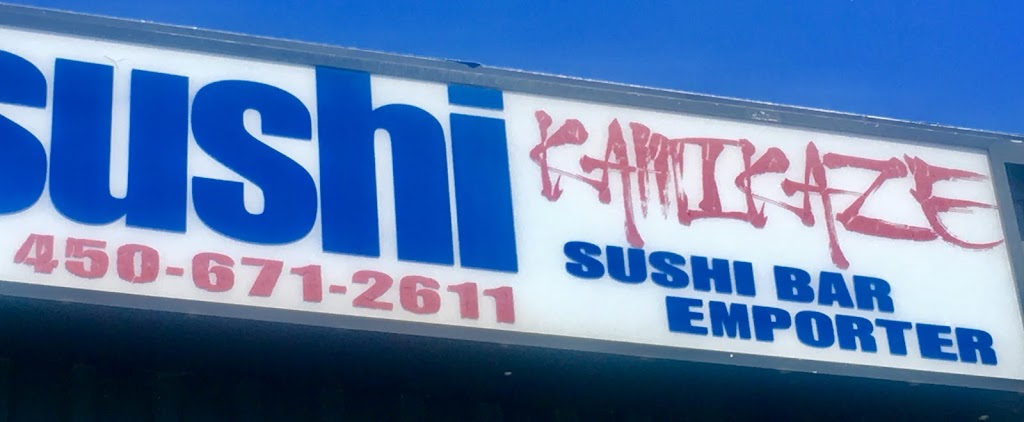 sushi
450-671-2611
KAMIKAZE
SUSHI BAR
EMPORTER